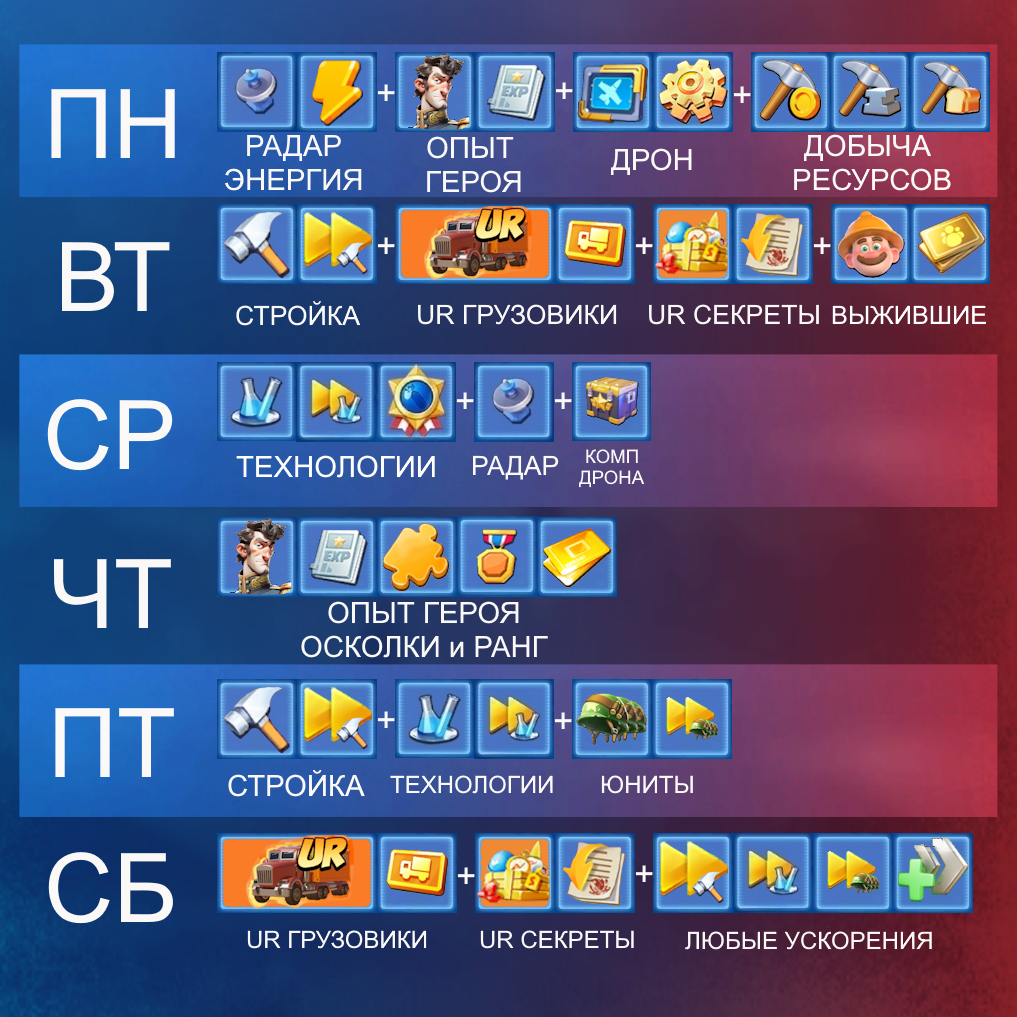 ПН
РАДАР
ЭНЕРГИЯ
+
EXP
ОПЫТ
ГЕРОЯ
+
ДРОН
+
ДОБЫЧА
РЕСУРСОВ
ВТ
СТРОЙКА
+
UR
UR ГРУЗОВИКИ
+
UR СЕКРЕТЫ
+
ВЫЖИВШИЕ
СР
ТЕХНОЛОГИИ
+
РАДАР
+
КОМП
ДРОНА
ЧТ
EXP
ОПЫТ ГЕРОЯ
ОСКОЛКИ и РАНГ
ПТ
СТРОЙКА
+
ТЕХНОЛОГИИ
+
ЮНИТЫ
СБ
UR
UR ГРУЗОВИКИ
+
UR СЕКРЕТЫ
+
ЛЮБЫЕ УСКОРЕНИЯ